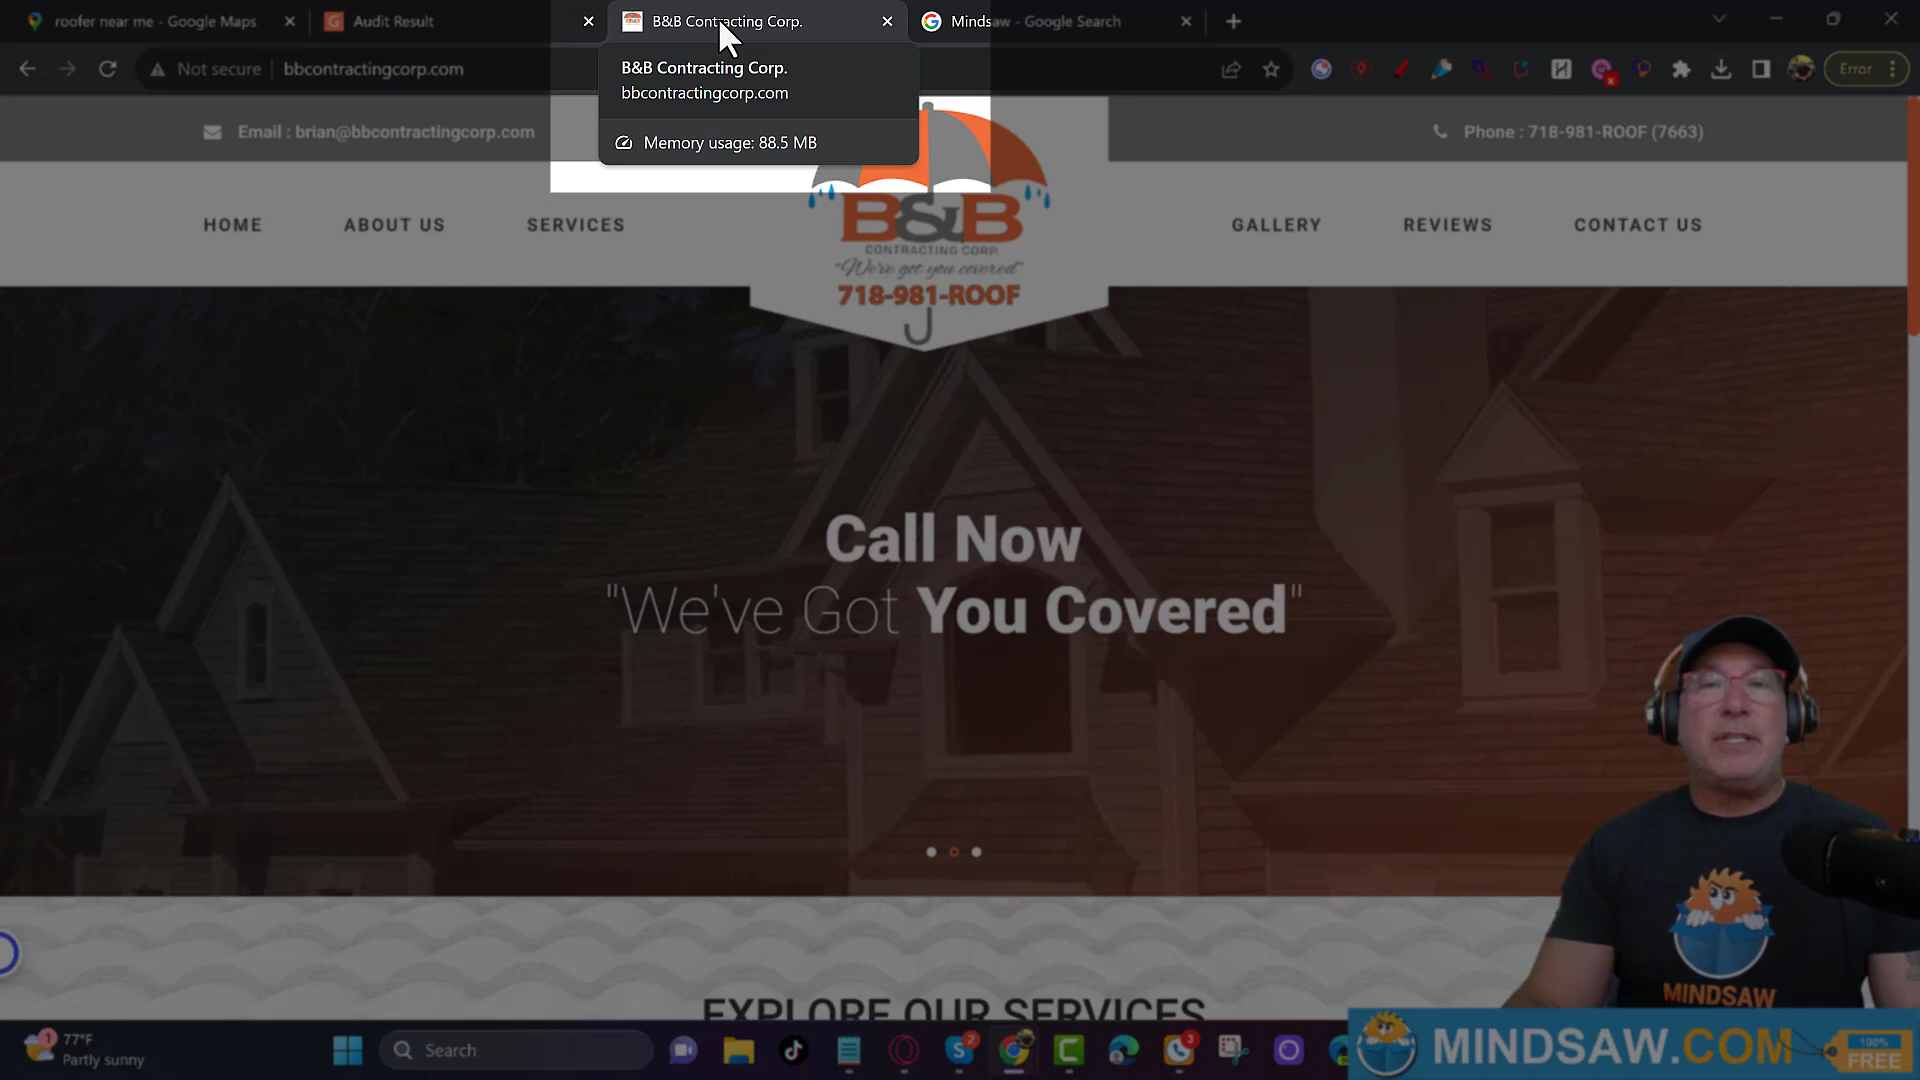 roofer near me - Google Maps
Audit Result
B&B Contracting Corp.
Mindsaw - Google Search
Not secure
bbcontractingcorp.com
Error
B&B Contracting Corp.
bbcontractingcorp.com
Memory usage: 88.5 MB
Email : brian@bbcontractingcorp.com
Phone : 718-981-ROOF (7663)
HOME
ABOUT US
SERVICES
B&B
CONTRACTING CORP.
"We've got you covered"
718-981-ROOF
GALLERY
REVIEWS
CONTACT US
Call Now
"We've Got You Covered"
EXPLORE OUR SERVICES
MINDSAW
1
77°F
Partly sunny
Search
2
3
MINDSAW.COM
100%
FREE